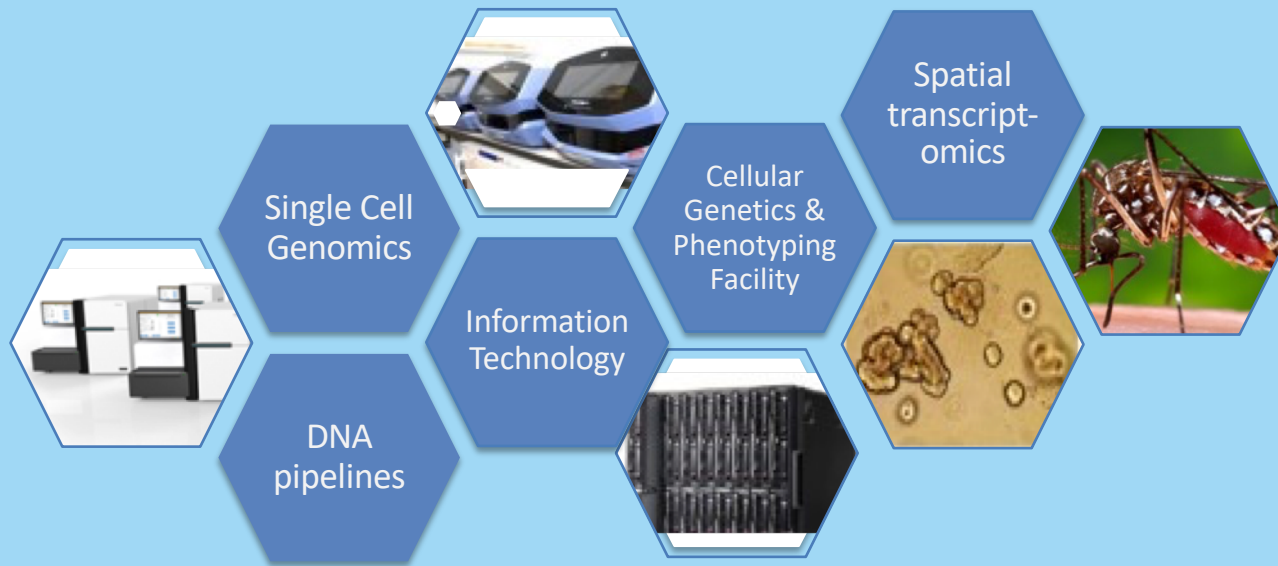 Single Cell
Genomics
DNA
pipelines
Information
Technology
Cellular
Genetics &
Phenotyping
Facility
Spatial
transcript-
omics